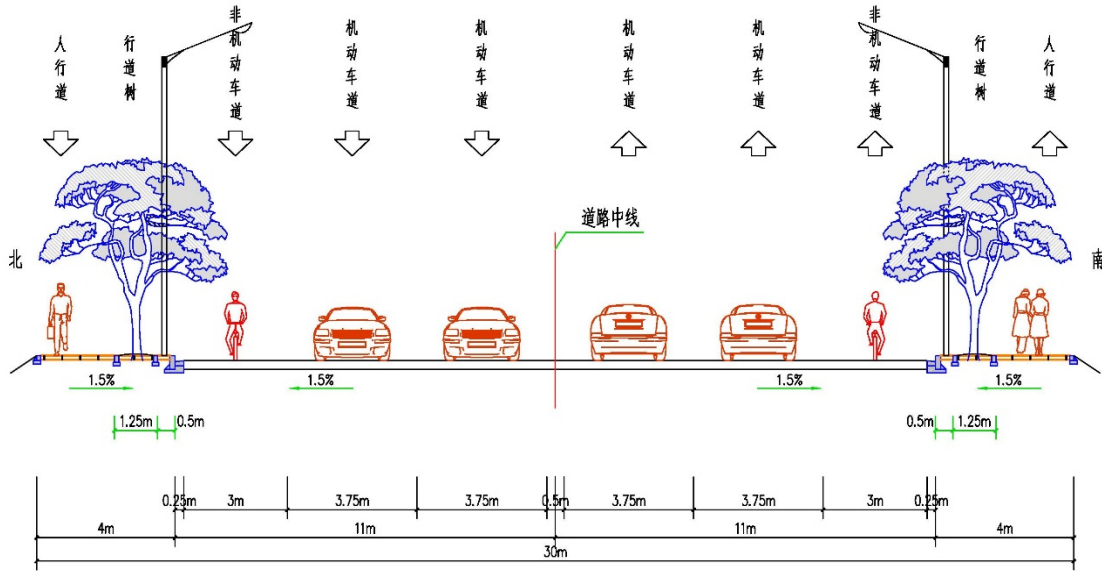 人行道
行道树
非机动车道
机动车道
机动车道
机动车道
机动车道
非机动车道
行道树
人行道
道路中线
北
南
1.5%
1.5%
1.5%
1.5%
1.25m
0.5m
0.5m
1.25m
0.25m
3m
3.75m
3.75m
0.5m
3.75m
3.75m
3m
0.25m
4m
11m
11m
4m
30m